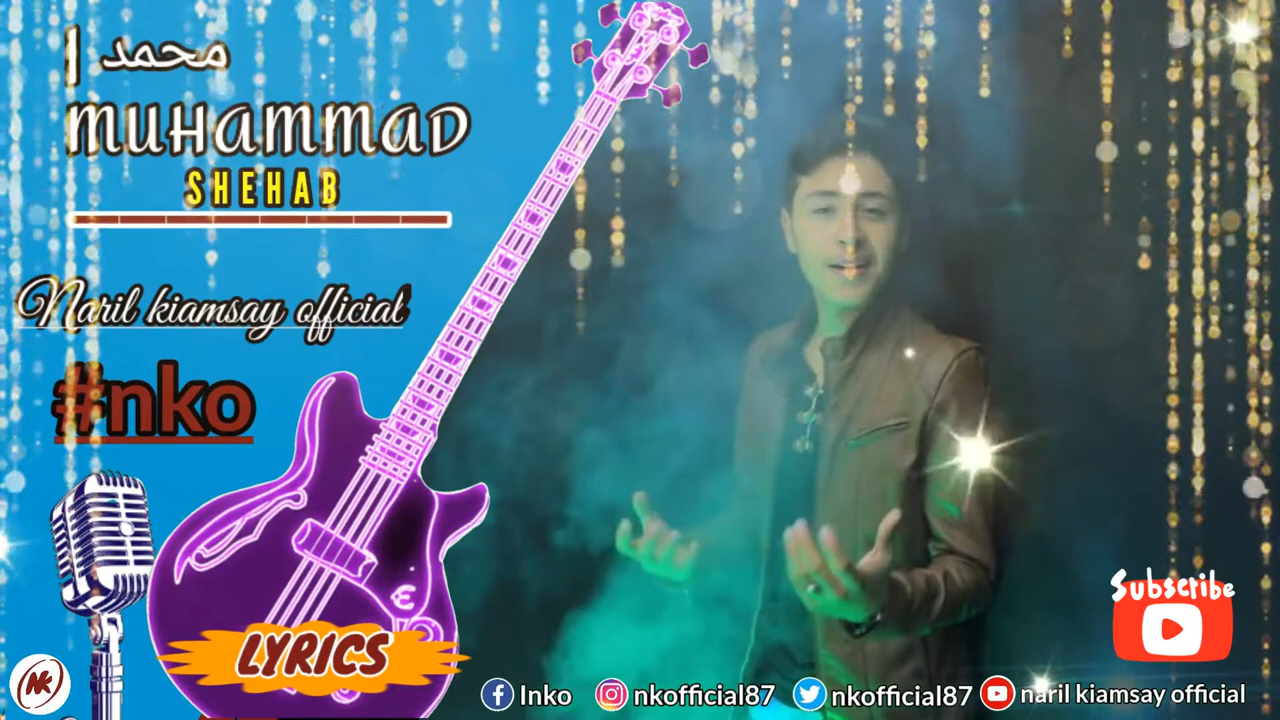 محمد |
MUHAMMAD
SHEHAB
Naril kiamsay official
#nko
LYRICS
NK
Subscribe
Inko
nkofficial87
nkofficial87
naril kiamsay official